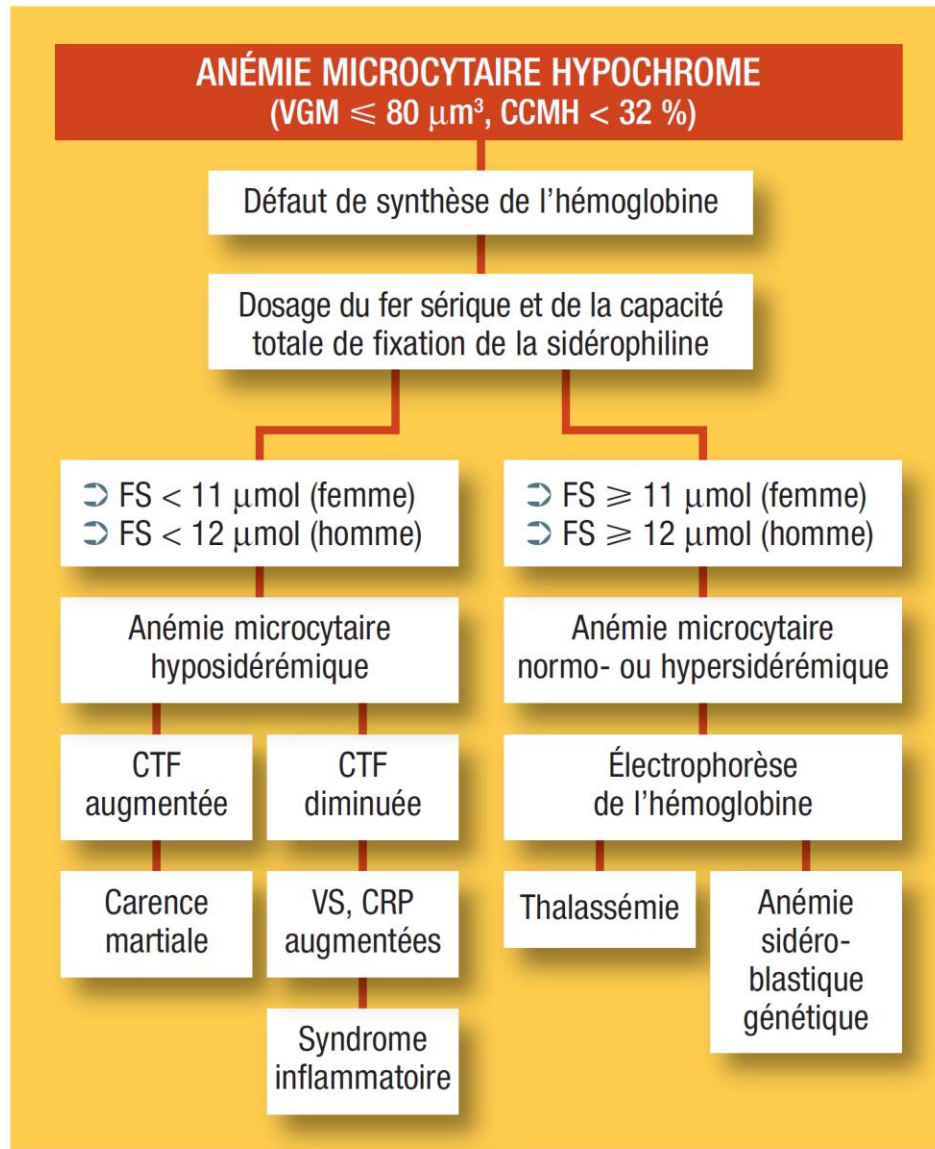 ANÉMIE MICROCYTAIRE HYPOCHROME
(VGM ⩽ 80 μm³, CCMH < 32 %)
Défaut de synthèse de l’hémoglobine
Dosage du fer sérique et de la capacité
totale de fixation de la sidérophiline
➲ FS < 11 μmol (femme)
➲ FS < 12 μmol (homme)
➲ FS ⩾ 11 μmol (femme)
➲ FS ⩾ 12 μmol (homme)
Anémie microcytaire
hyposidérémique
Anémie microcytaire
normo- ou hypersidérémique
CTF
augmentée
CTF
diminuée
Électrophorèse
de l’hémoglobine
Carence
martiale
VS, CRP
augmentées
Thalassémie
Anémie
sidéro-
blastique
génétique
Syndrome
inflammatoire